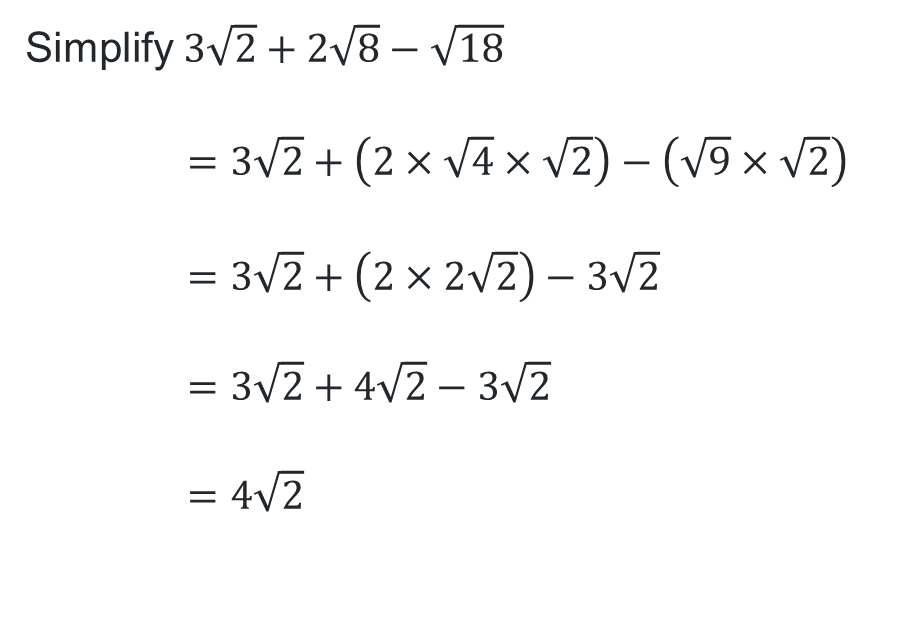 Simplify 3√2 + 2√8 − √18
= 3√2 + (2 × √4 × √2) − (√9 × √2)
= 3√2 + (2 × 2√2) − 3√2
= 3√2 + 4√2 − 3√2
= 4√2